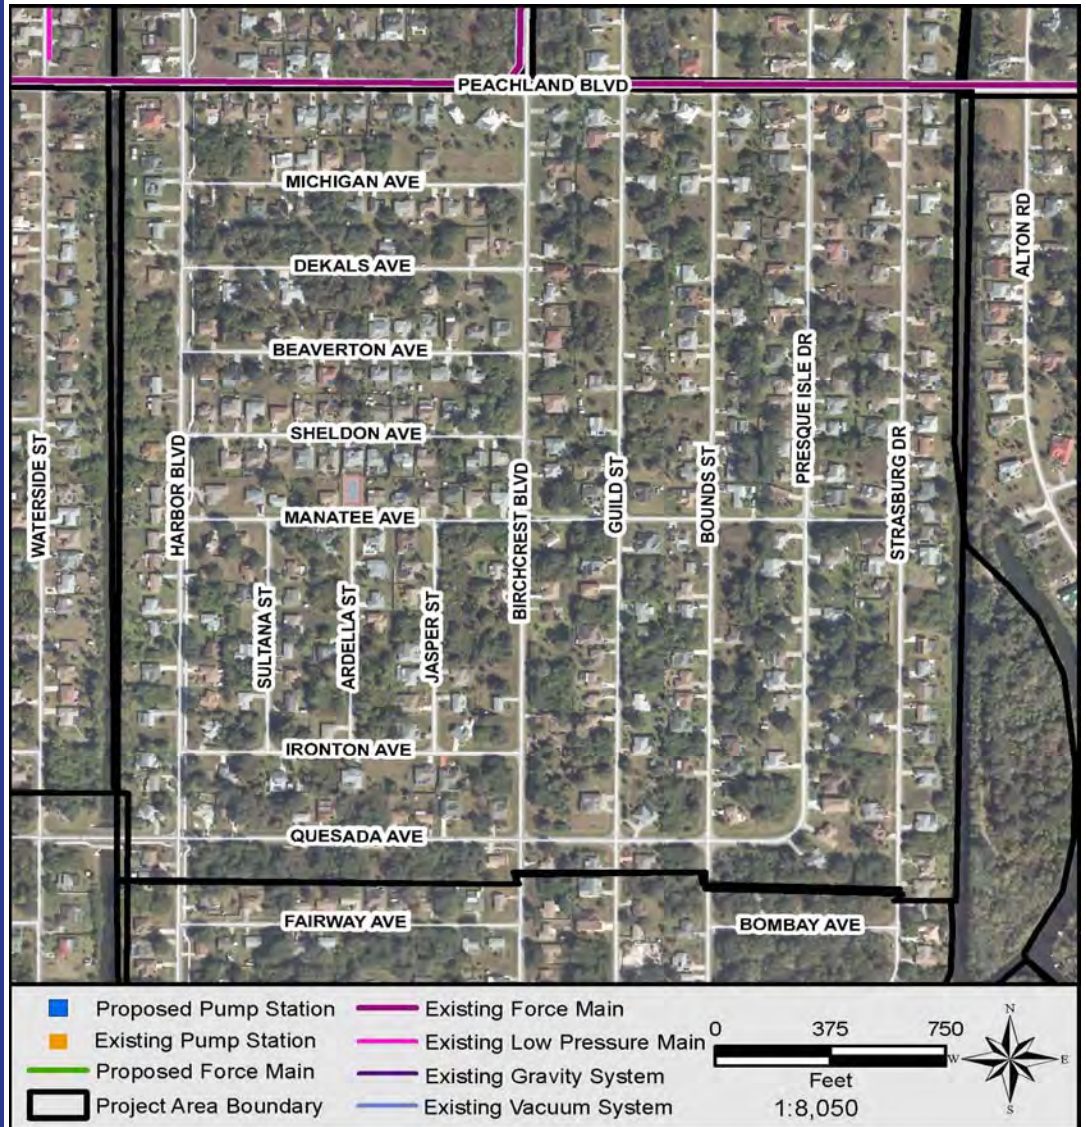 PEACHLAND BLVD
MICHIGAN AVE
ALTON RD
DEKALS AVE
BEAVERTON AVE
PRESQUE ISLE DR
SHELDON AVE
WATERSIDE ST
HARBOR BLVD
BIRCHCREST BLVD
GUILD ST
BOUNDS ST
STRASBURG DR
MANATEE AVE
SULTANA ST
ARDELLA ST
JASPER ST
IRONTON AVE
QUESADA AVE
FAIRWAY AVE
BOMBAY AVE
Proposed Pump Station
Existing Pump Station
Proposed Force Main
Project Area Boundary
Existing Force Main
Existing Low Pressure Main
Existing Gravity System
Existing Vacuum System
0 375 750
Feet
1:8,050
N
W E
S